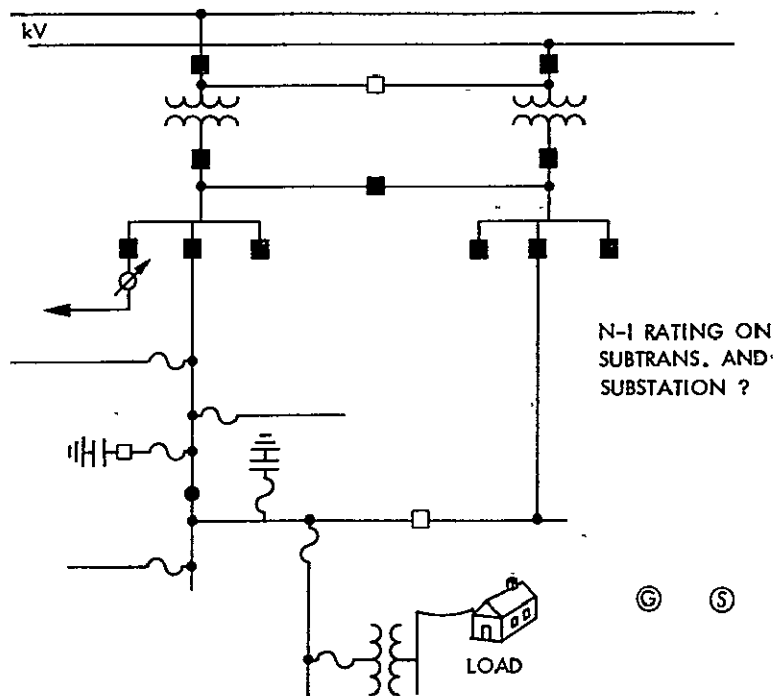 kV
N-1 RATING ON
SUBTRANS. AND
SUBSTATION ?
G S
LOAD